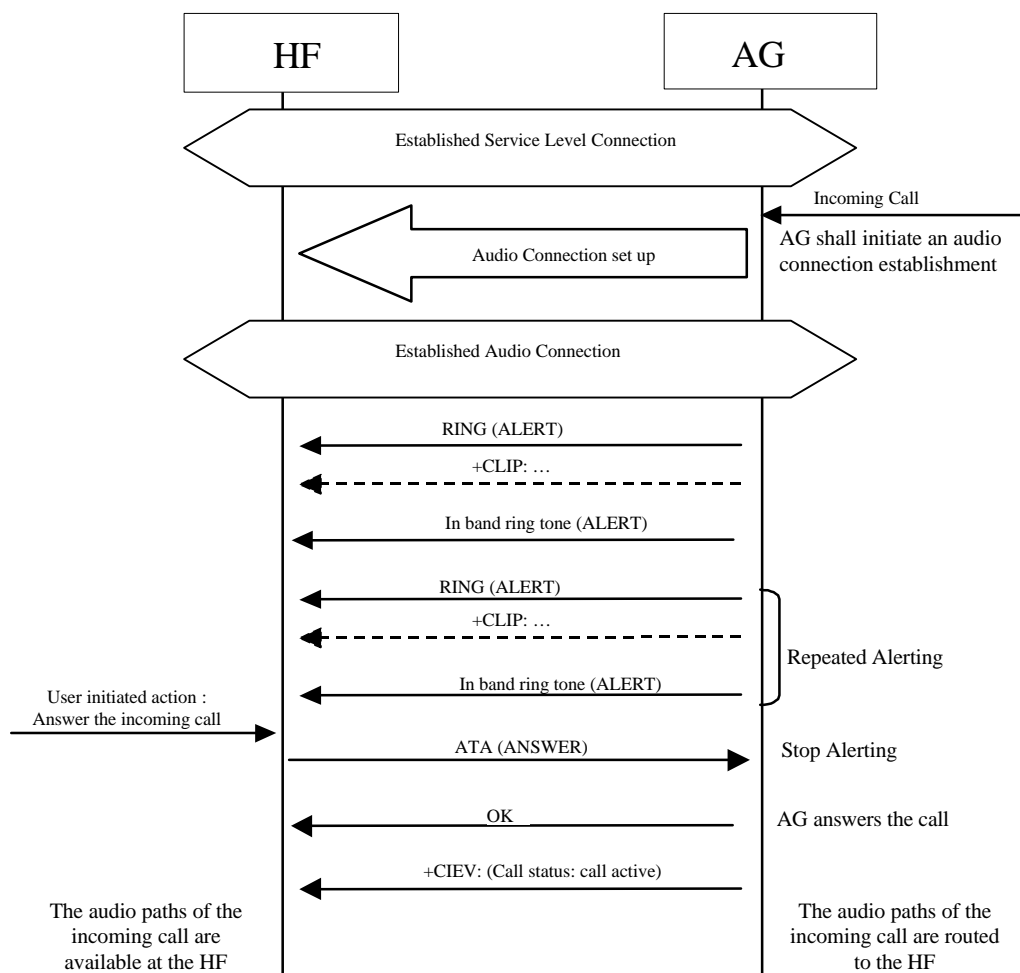 HF
AG
Established Service Level Connection
Incoming Call
AG shall initiate an audio
connection establishment
Audio Connection set up
Established Audio Connection
RING (ALERT)
+CLIP: …
In band ring tone (ALERT)
RING (ALERT)
+CLIP: …
Repeated Alerting
In band ring tone (ALERT)
User initiated action :
Answer the incoming call
ATA (ANSWER)
Stop Alerting
OK
AG answers the call
+CIEV: (Call status: call active)
The audio paths of the
incoming call are
available at the HF
The audio paths of the
incoming call are routed
to the HF